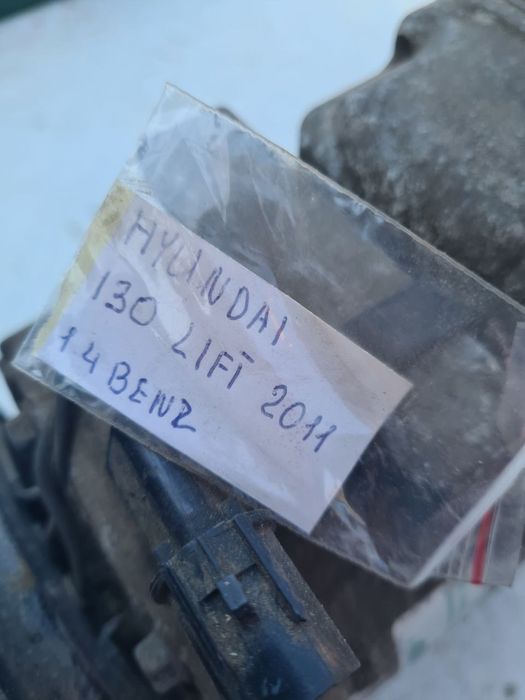 HYUNDAI
I30 LIFT 2011
1.4 BENZ